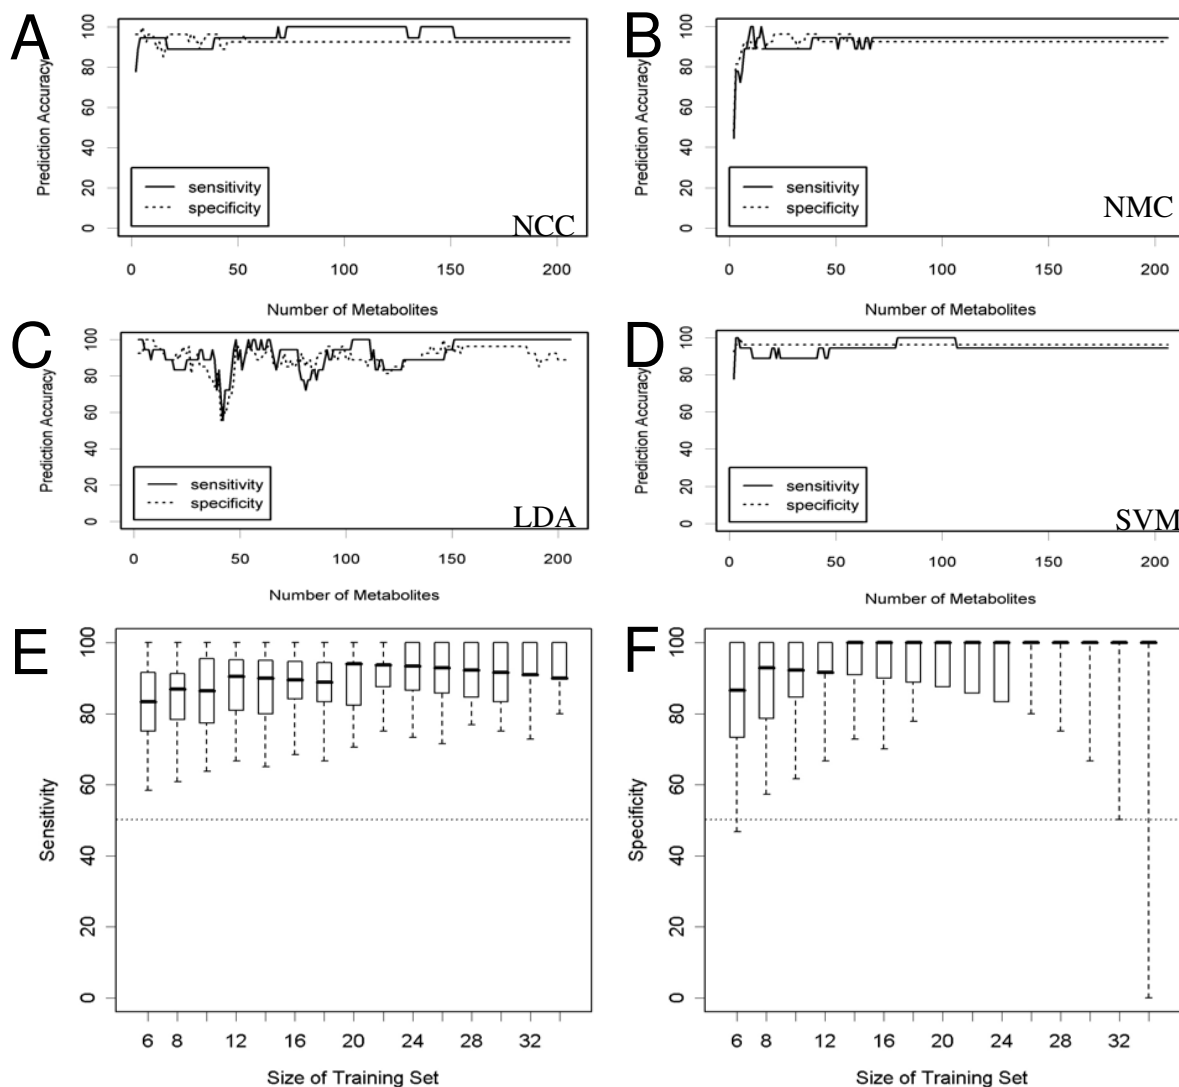 A
Prediction Accuracy
100
80
60
40
20
0
sensitivity
specificity
NCC
0 50 100 150 200
Number of Metabolites
B
Prediction Accuracy
100
80
60
40
20
0
sensitivity
specificity
NMC
0 50 100 150 200
Number of Metabolites
C
Prediction Accuracy
100
80
60
40
20
0
sensitivity
specificity
LDA
0 50 100 150 200
Number of Metabolites
D
Prediction Accuracy
100
80
60
40
20
0
sensitivity
specificity
SVM
0 50 100 150 200
Number of Metabolites
E
Sensitivity
100
80
60
40
20
0
6 8 12 16 20 24 28 32
Size of Training Set
F
Specificity
100
80
60
40
20
0
6 8 12 16 20 24 28 32
Size of Training Set